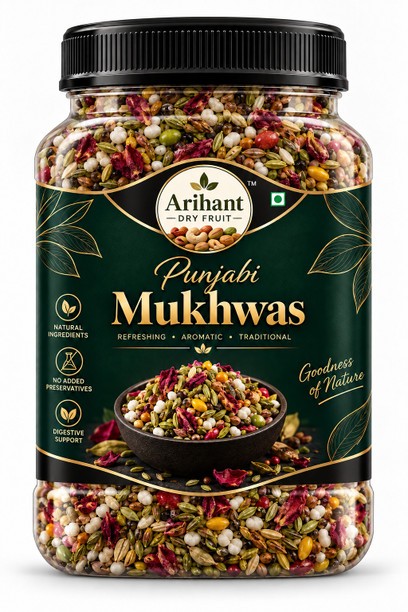 Arihant
DRY FRUIT
TM
Punjabi
Mukhwas
REFRESHING • AROMATIC • TRADITIONAL
NATURAL
INGREDIENTS
NO ADDED
PRESERVATIVES
DIGESTIVE
SUPPORT
Goodness
of Nature